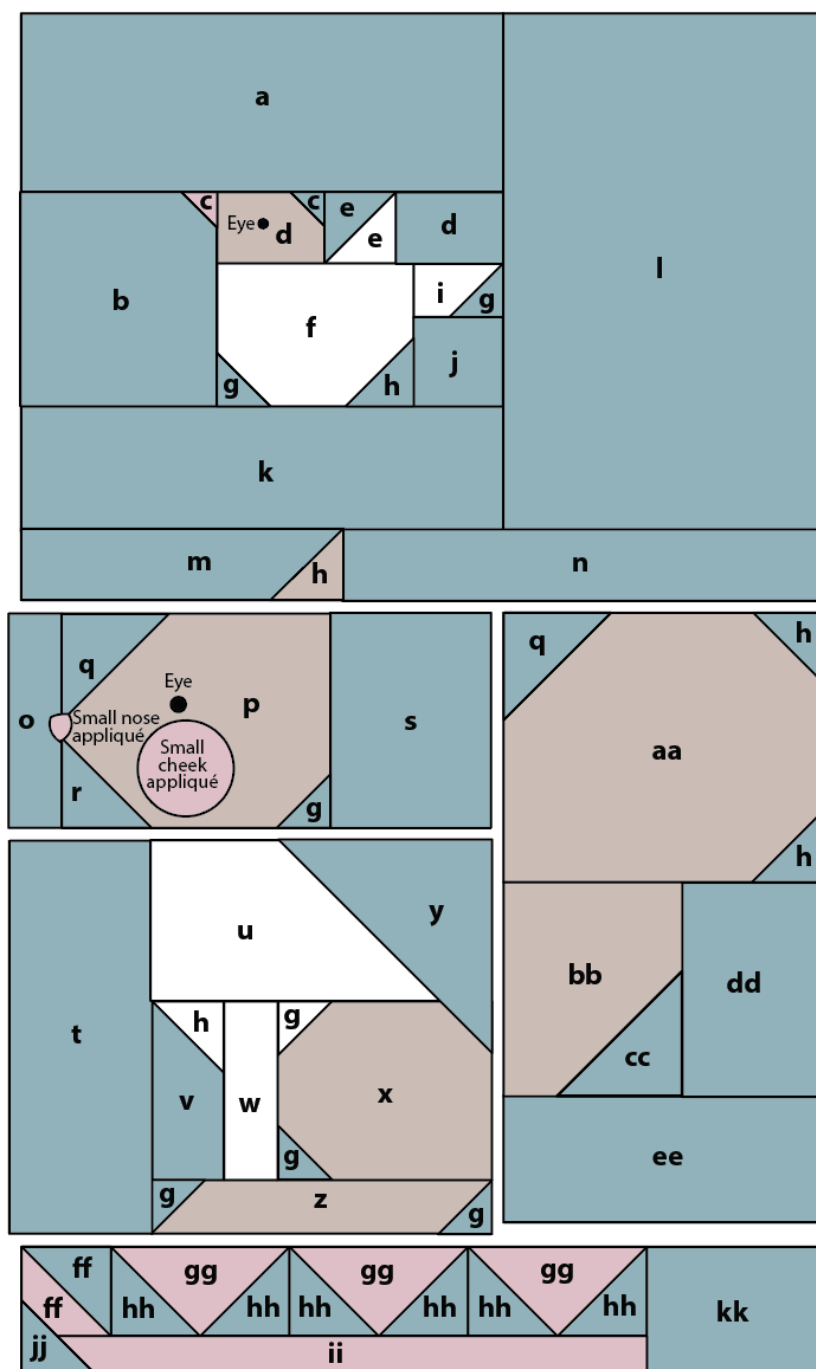 a
l
c
c
e
Eye
d
e
d
b
f
i
g
j
g
h
k
m
h
n
q
h
Eye
o
p
s
Small nose
appliqué
Small
cheek
appliqué
r
g
aa
h
u
y
bb
dd
t
h
g
cc
v
w
x
g
ee
g
z
g
ff
gg
gg
gg
ff
hh
hh
hh
hh
hh
hh
kk
jj
ii